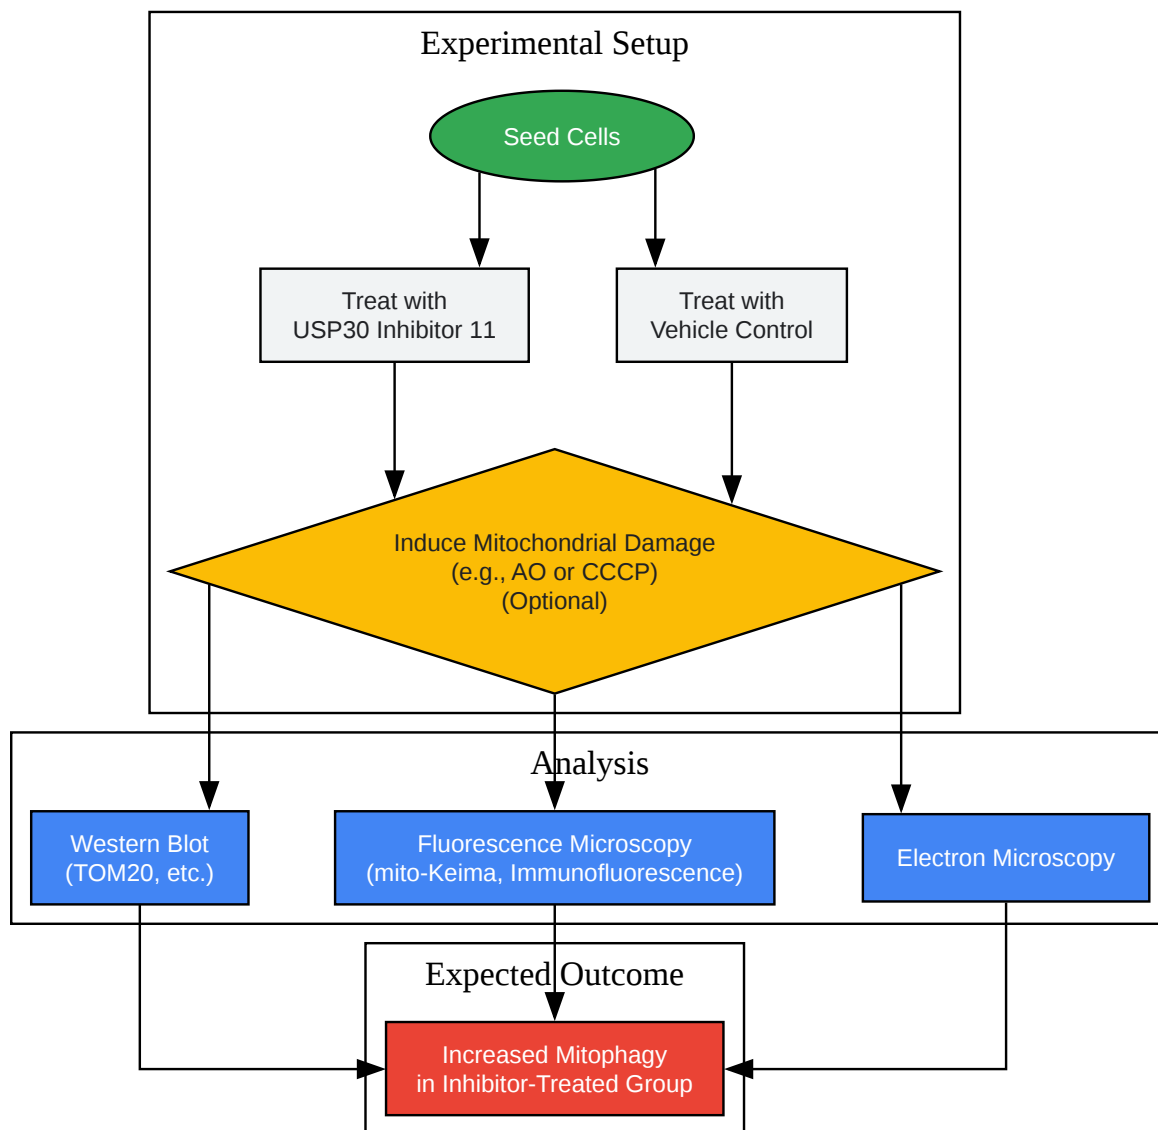 Experimental Setup
Seed Cells
Treat with
USP30 Inhibitor 11
Treat with
Vehicle Control
Induce Mitochondrial Damage
(e.g., AO or CCCP)
(Optional)
Analysis
Western Blot
(TOM20, etc.)
Fluorescence Microscopy
(mito-Keima, Immunofluorescence)
Electron Microscopy
Expected Outcome
Increased Mitophagy
in Inhibitor-Treated Group